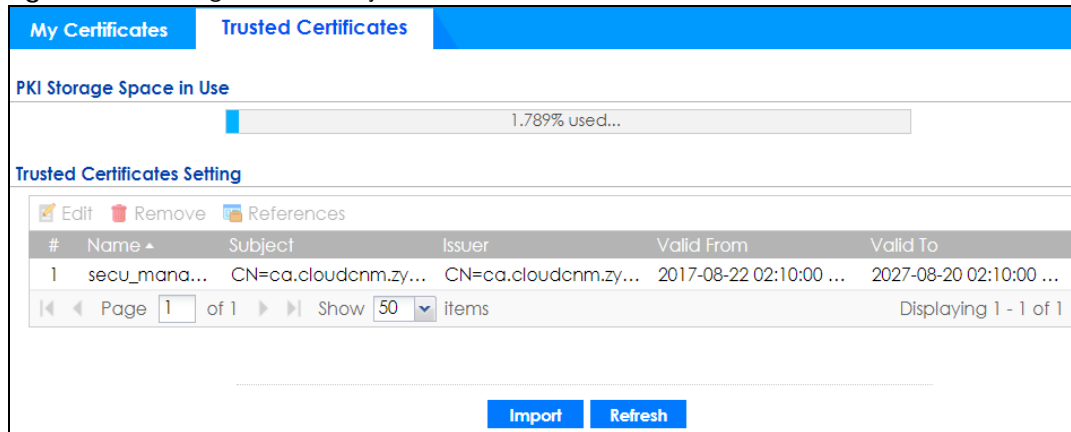 My Certificates Trusted Certificates
PKI Storage Space in Use
1.789% used...
Trusted Certificates Setting
Edit Remove References
# Name Subject Issuer Valid From Valid To
1 secu_mana... CN=ca.cloudcnm.zy... CN=ca.cloudcnm.zy... 2017-08-22 02:10:00 ... 2027-08-20 02:10:00 ...
Page 1 of 1 Show 50 items Displaying 1 - 1 of 1
Import Refresh